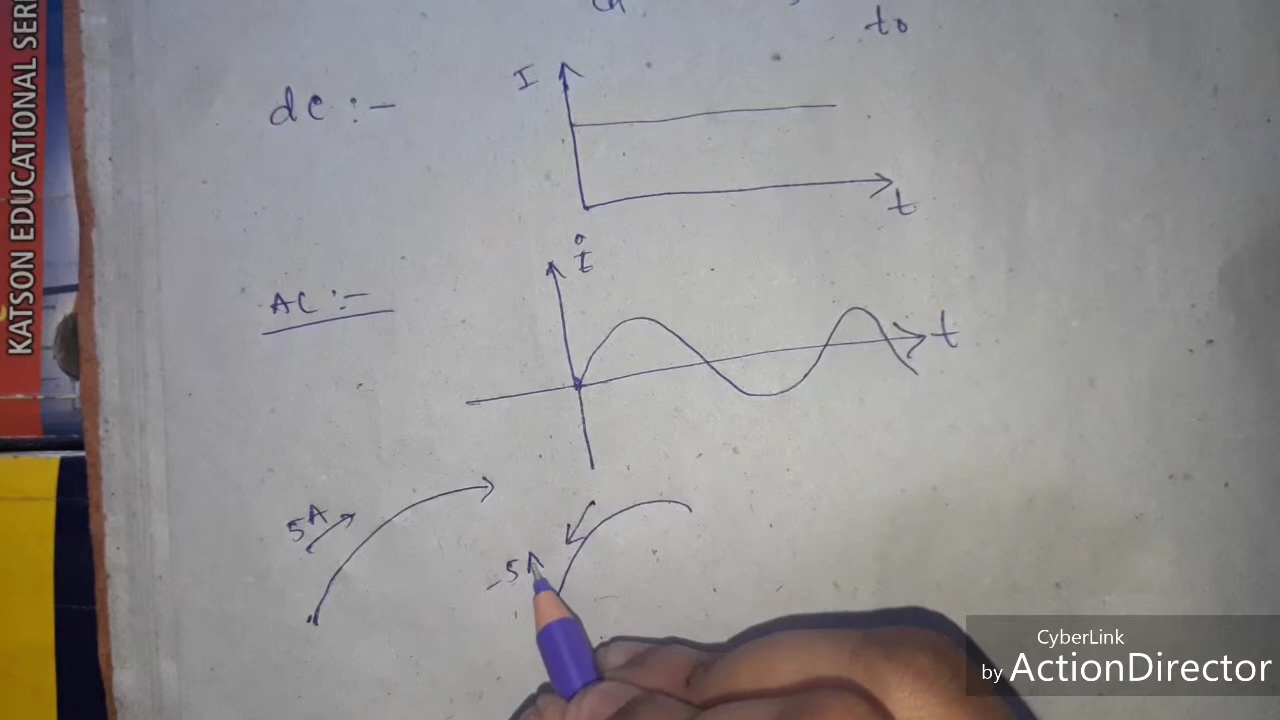 to
I
dc :-
t
i
AC :-
t
5A
-5A
KATSON EDUCATIONAL SERI
CyberLink
by ActionDirector